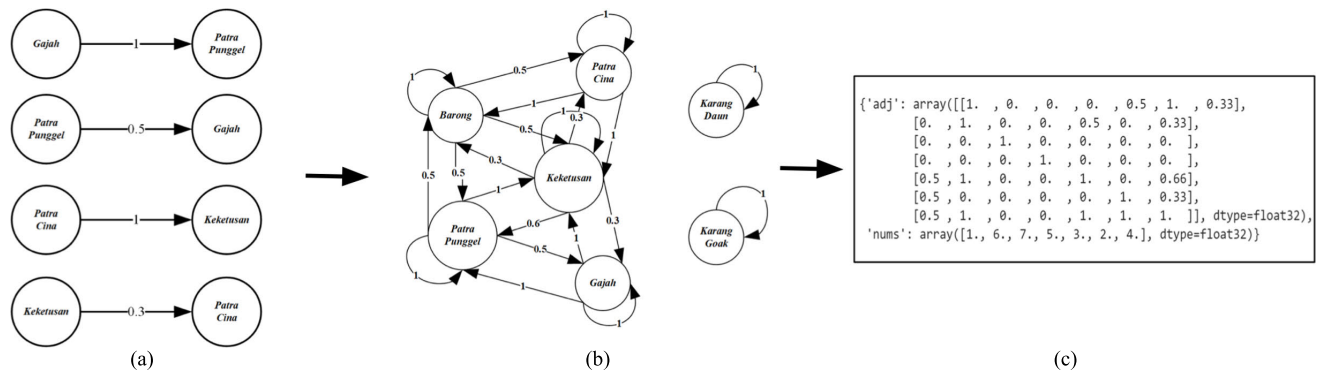 Gajah
1
Patra
Punggel
Patra
Punggel
0.5
Gajah
Patra
Cina
1
Keketusan
Keketusan
0.3
Patra
Cina
(a)
1
Patra
Cina
1
0.5
Barong
1
1
0.3
0.5
1
0.3
0.5
0.5
Keketusan
1
0.6
0.3
Patra
Punggel
0.5
1
1
1
Gajah
1
(b)
1
Karang
Daun
1
Karang
Goak
{'adj': array([[1. , 0. , 0. , 0. , 0.5 , 1. , 0.33],
[0. , 1. , 0. , 0. , 0.5 , 0. , 0.33],
[0. , 0. , 1. , 0. , 0. , 0. , 0. ],
[0. , 0. , 0. , 1. , 0. , 0. , 0. ],
[0.5 , 1. , 0. , 0. , 1. , 0. , 0.66],
[0.5 , 0. , 0. , 0. , 0. , 1. , 0.33],
[0.5 , 1. , 0. , 0. , 1. , 1. , 1. ]], dtype=float32),
'nums': array([1., 6., 7., 5., 3., 2., 4.], dtype=float32)}
(c)